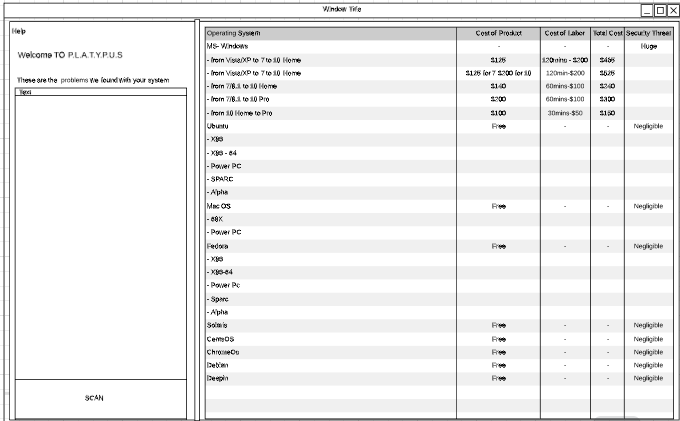 Window Title
Help
Welcome TO P.L.A.T.Y.P.U.S
These are the problems we found with your system
Text
SCAN
Operating System Cost of Product Cost of Labor Total Cost Security Threat
MS- Windows - - - Huge
- from Vista/XP to 7 to 10 Home $125 120mins - $200
- from Vista/XP to 7 to 10 Home $125 for 7 $200 for 10 120min-$200 $525
- from 7/8.1 to 10 Home $140 60mins-$100 $240
- from 7/8.1 to 10 Pro $200 60mins-$100 $300
- from 10 Home to Pro $100 30mins-$50 $150
Ubuntu Free - - Negligible
- X86
- X86 - 64
- Power PC
- SPARC
- Alpha
Mac OS Free - - Negligible
- 68K
- Power PC
Fedora Free - - Negligible
- X86
- X86-64
- Power Pc
- Sparc
- Alpha
Solaris Free - - Negligible
CentsOS Free - - Negligible
ChromeOs Free - - Negligible
Debian Free - - Negligible
Deepin Free - - Negligible